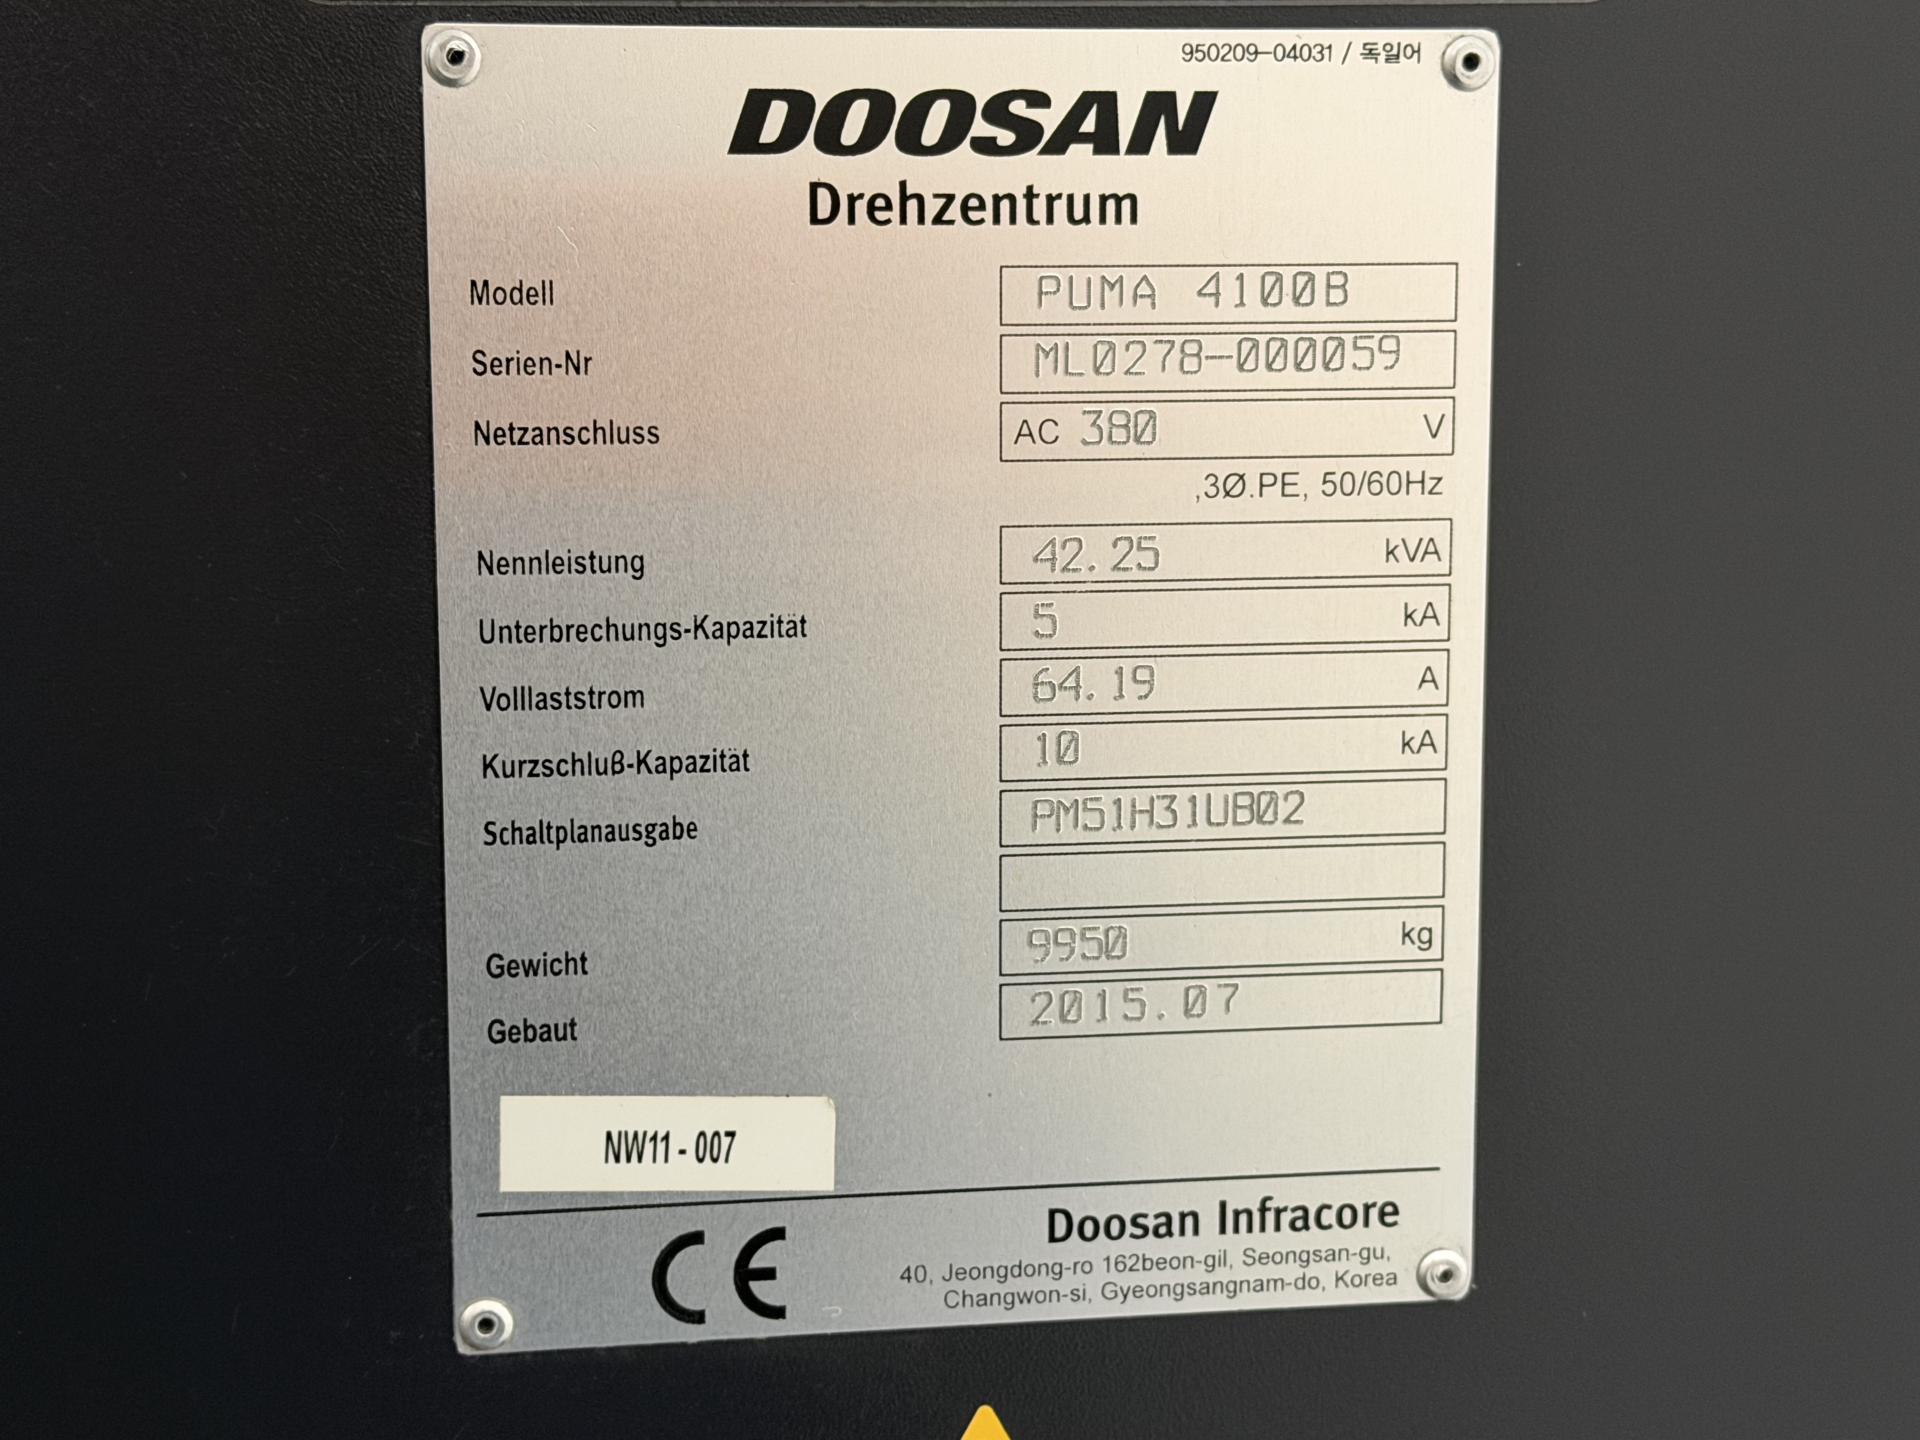 950209-04031 / 독일어
DOOSAN
Drehzentrum
Modell PUMA 4100B
Serien-Nr ML0278-000059
Netzanschluss AC 380 V
,3Ø.PE, 50/60Hz
Nennleistung 42.25 kVA
Unterbrechungs-Kapazität 5 kA
Volllaststrom 64.19 A
Kurzschluß-Kapazität 10 kA
Schaltplanausgabe PM51H31UB02
Gewicht 9950 kg
Gebaut 2015.07
NW11 - 007
CE
Doosan Infracore
40, Jeongdong-ro 162beon-gil, Seongsan-gu,
Changwon-si, Gyeongsangnam-do, Korea